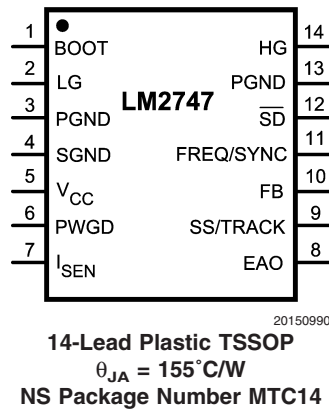 1 BOOT HG 14
2 LG PGND 13
LM2747
3 PGND S̅D̅ 12
4 SGND FREQ/SYNC 11
5 VCC FB 10
6 PWGD SS/TRACK 9
7 ISEN EAO 8
20150990
14-Lead Plastic TSSOP
θJA = 155˚C/W
NS Package Number MTC14